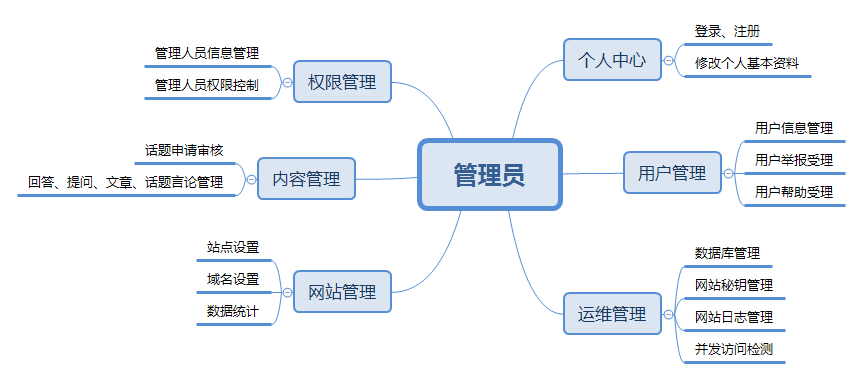 管理员
个人中心
登录、注册
修改个人基本资料
用户管理
用户信息管理
用户举报受理
用户帮助受理
运维管理
数据库管理
网站秘钥管理
网站日志管理
并发访问检测
权限管理
管理人员信息管理
管理人员权限控制
内容管理
话题申请审核
回答、提问、文章、话题言论管理
网站管理
站点设置
域名设置
数据统计